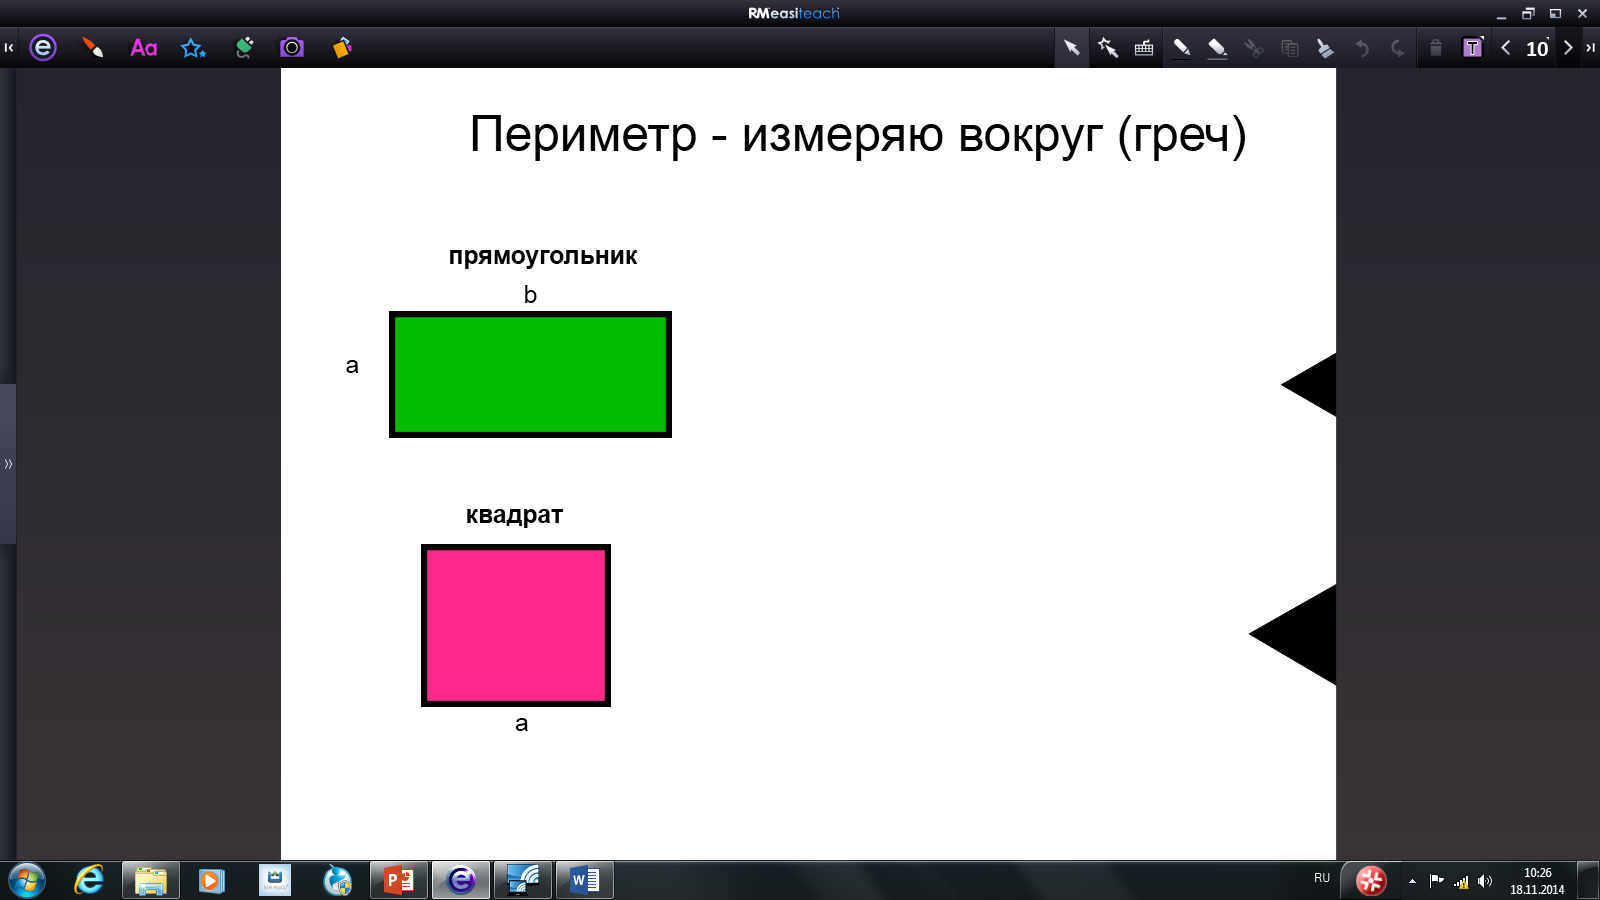 RMeasiteach
Aa
T
10
Периметр - измеряю вокруг (греч)
прямоугольник
b
a
квадрат
a
RU
10:26
18.11.2014